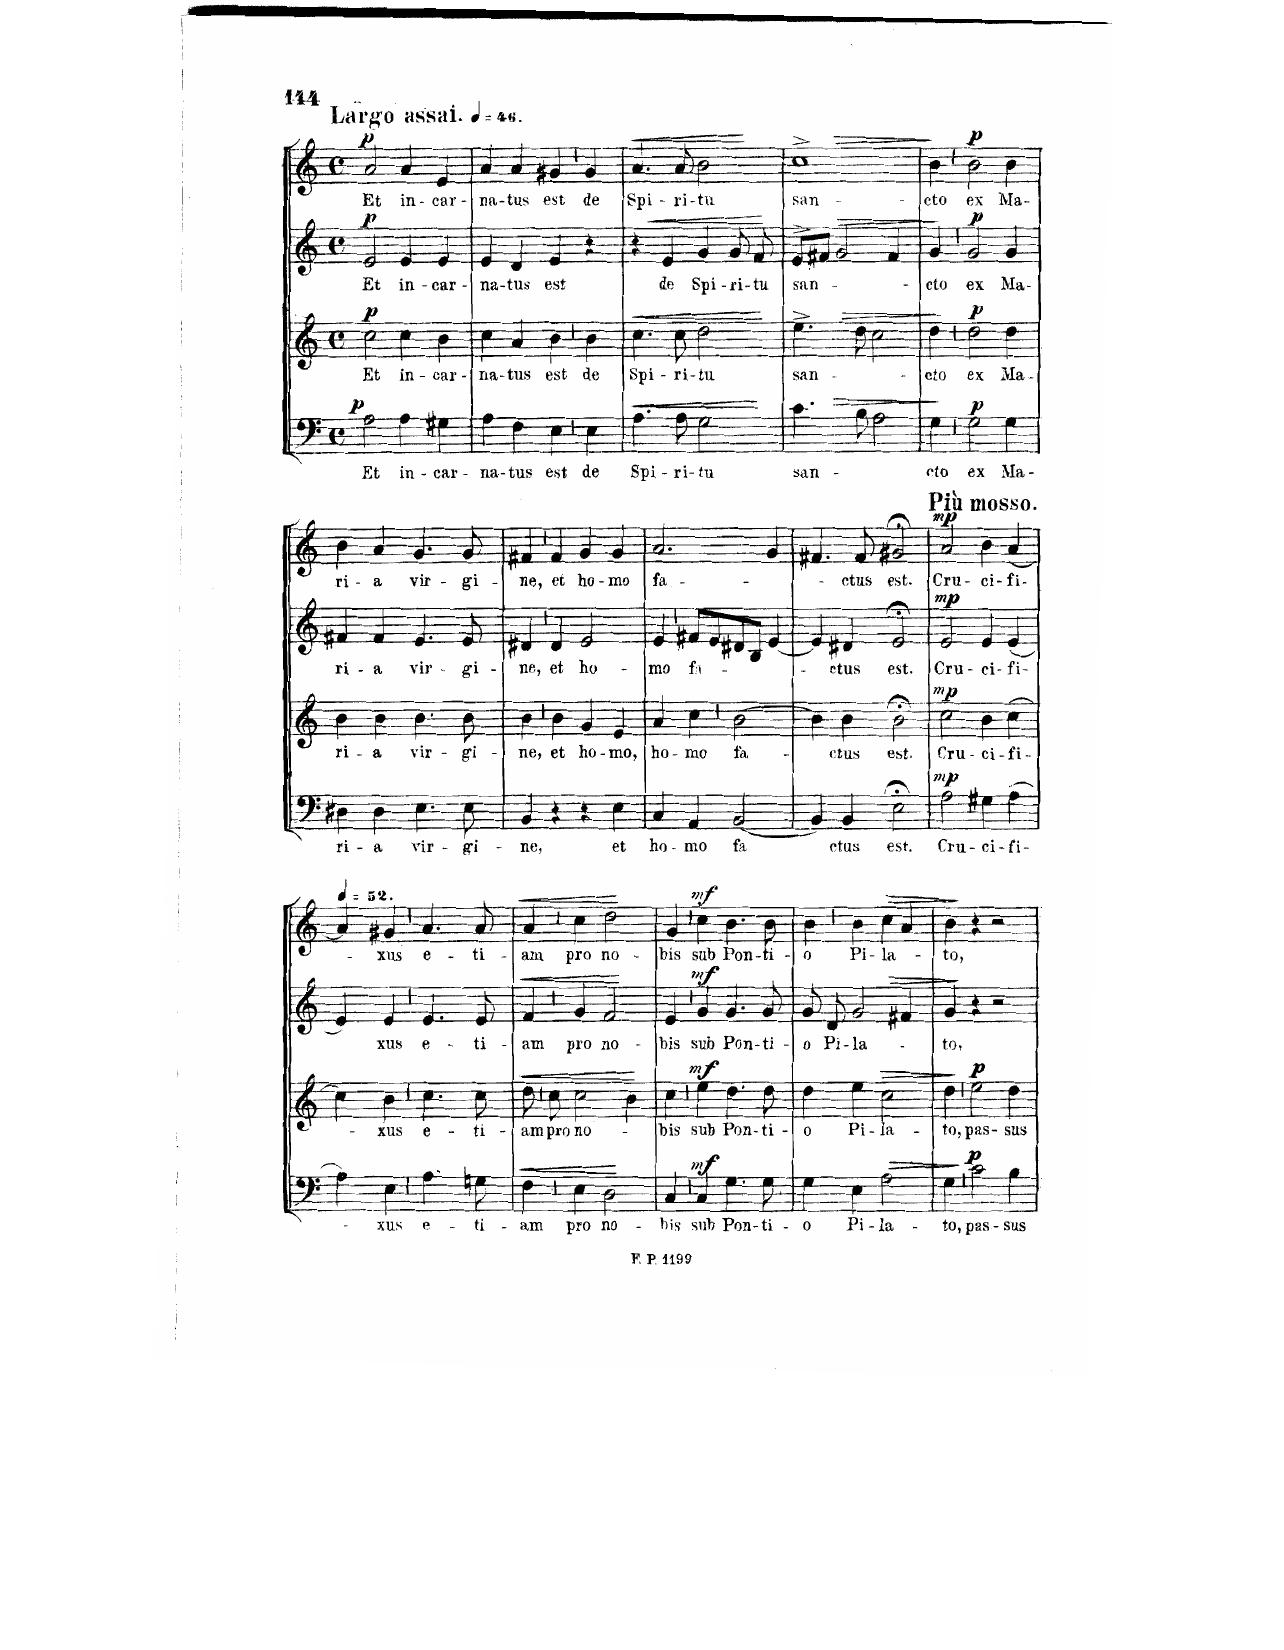 144
Largo assai. ♩= 46.
p
p
Et in-car-na-tus est de Spi-ri-tu san - cto ex Ma-
p
p
Et in-car-na-tus est de Spi-ri-tu san - cto ex Ma-
p
p
Et in-car-na-tus est de Spi-ri-tu san - cto ex Ma-
p
p
Et in-car-na-tus est de Spi-ri-tu san - cto ex Ma-
Più mosso.
mp
ri-a vir-gi-ne, et ho-mo fa - ctus est. Cru-ci-fi-
mp
ri-a vir-gi-ne, et ho-mo fa - ctus est. Cru-ci-fi-
mp
ri-a vir-gi-ne, et ho-mo, ho-mo fa - ctus est. Cru-ci-fi-
mp
ri-a vir-gi-ne, et ho-mo fa ctus est. Cru-ci-fi-
♩= 52.
mf
- xus e-ti-am pro no-bis sub Pon-ti-o Pi-la-to,
mf
xus e-ti-am pro no-bis sub Pon-ti-o Pi-la-to,
mf
p
- xus e-ti-am pro no-bis sub Pon-ti-o Pi-la-to, pas-sus
mf
p
- xus e-ti-am pro no-bis sub Pon-ti-o Pi-la-to, pas-sus
F. P. 1199